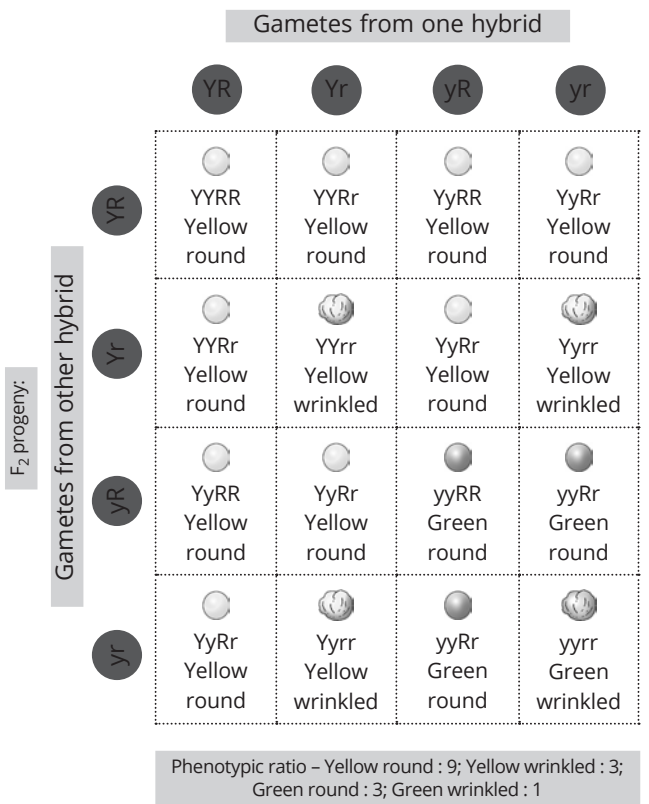 Gametes from one hybrid
YR Yr yR yr
F2 progeny:
Gametes from other hybrid
YR
YYRR YYRr YyRR YyRr
Yellow Yellow Yellow Yellow
round round round round
Yr
YYRr YYrr YyRr Yyrr
Yellow Yellow Yellow Yellow
round wrinkled round wrinkled
yR
YyRR YyRr yyRR yyRr
Yellow Yellow Green Green
round round round round
yr
YyRr Yyrr yyRr yyrr
Yellow Yellow Green Green
round wrinkled round wrinkled
Phenotypic ratio – Yellow round : 9; Yellow wrinkled : 3;
Green round : 3; Green wrinkled : 1